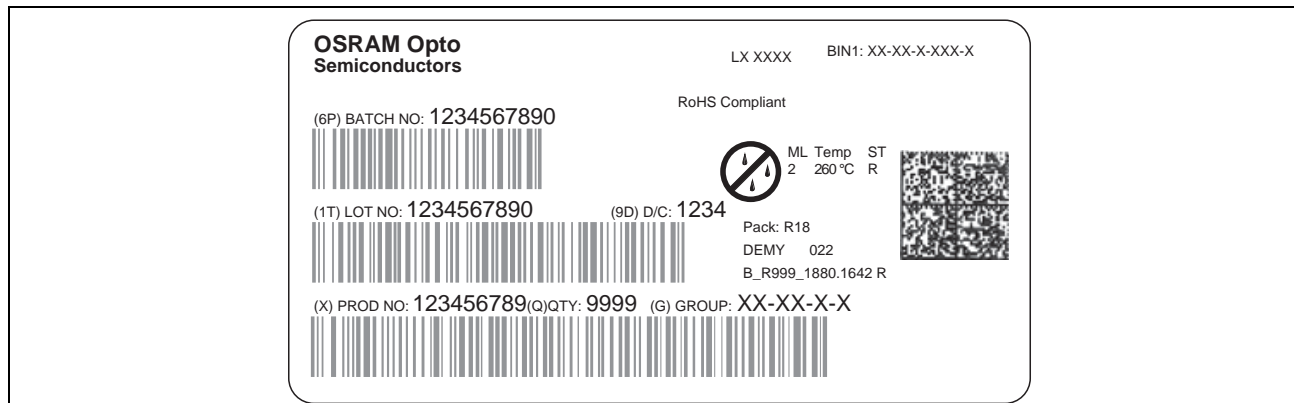 OSRAM Opto
Semiconductors
LX XXXX
BIN1: XX-XX-X-XXX-X
RoHS Compliant
(6P) BATCH NO: 1234567890
ML Temp ST
2 260 °C R
(1T) LOT NO: 1234567890 (9D) D/C: 1234
Pack: R18
DEMY 022
B_R999_1880.1642 R
(X) PROD NO: 123456789(Q)QTY: 9999 (G) GROUP: XX-XX-X-X